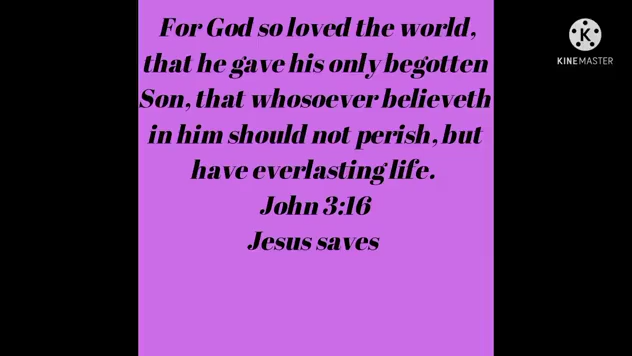 For God so loved the world,
that he gave his only begotten
Son, that whosoever believeth
in him should not perish, but
have everlasting life.
John 3:16
Jesus saves
K
KINEMASTER